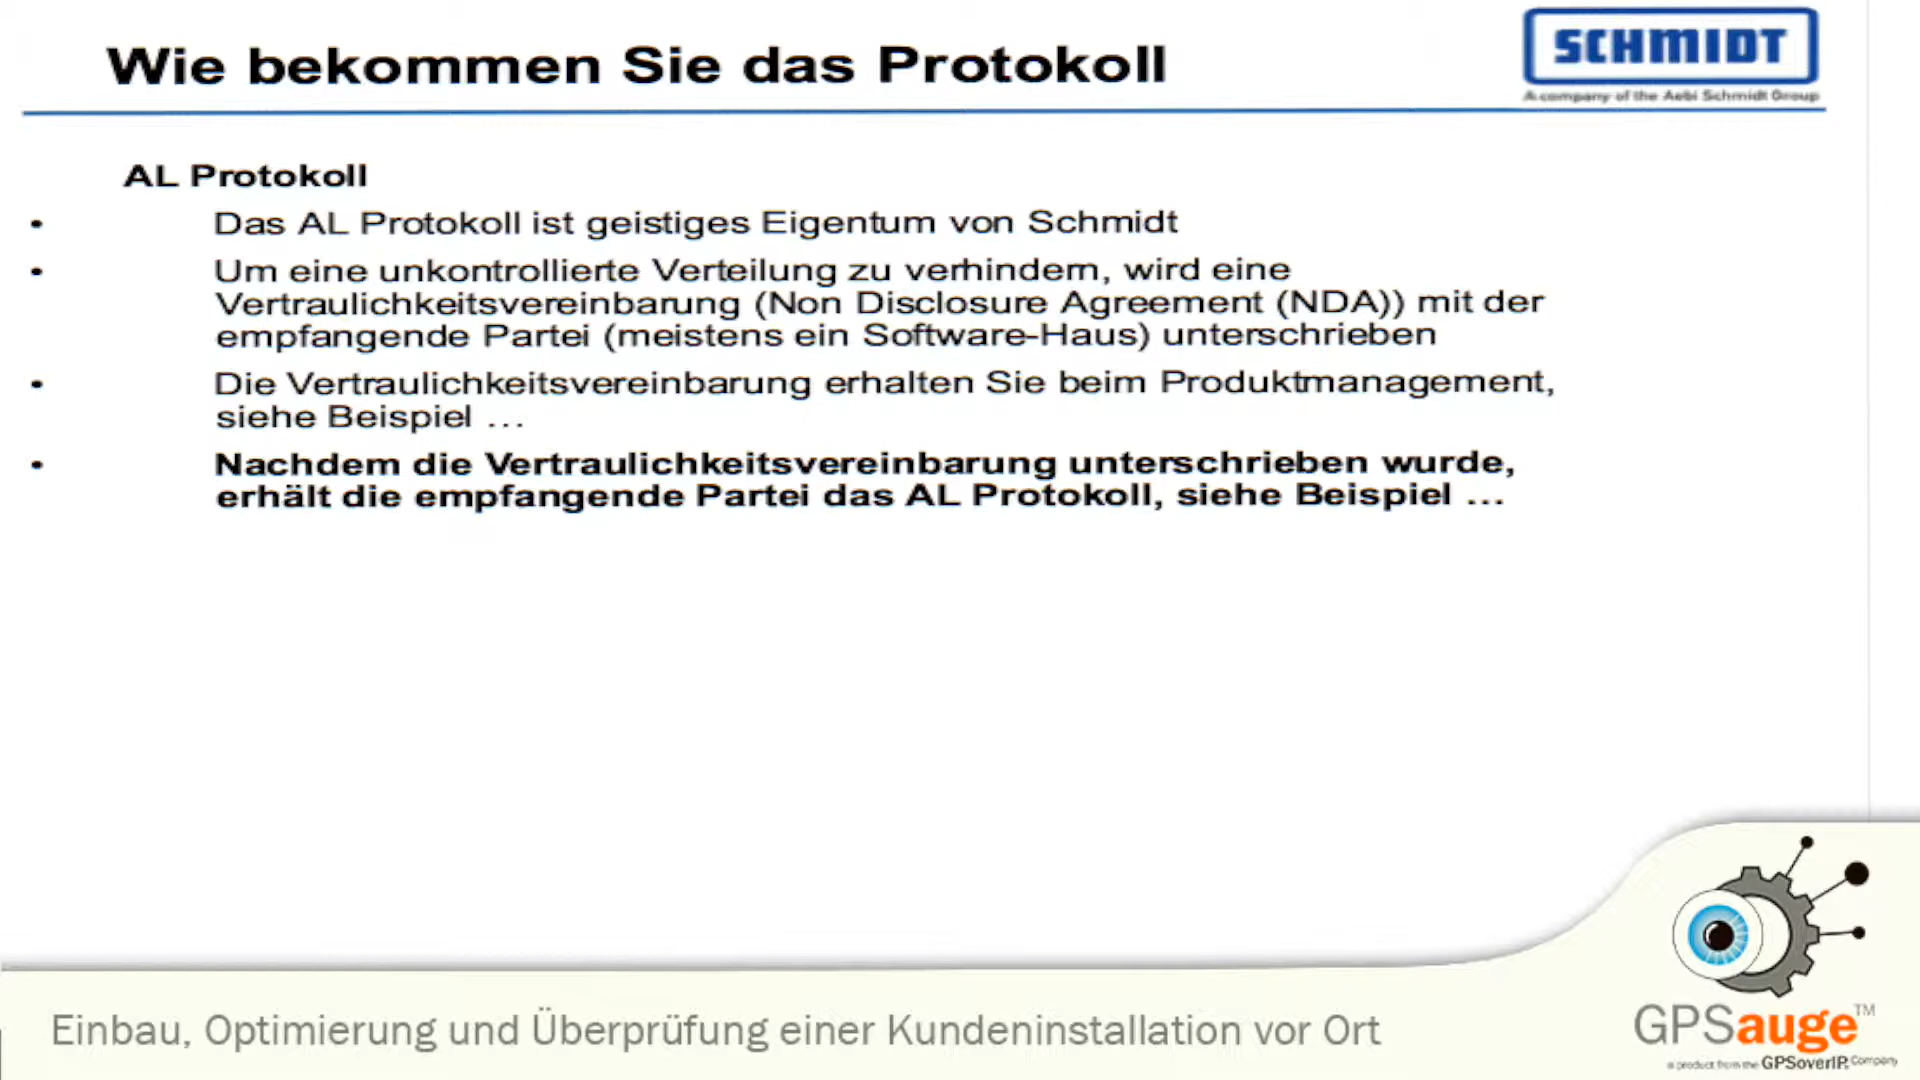 Wie bekommen Sie das Protokoll
SCHMIDT
A company of the Aebi Schmidt Group
AL Protokoll
• Das AL Protokoll ist geistiges Eigentum von Schmidt
• Um eine unkontrollierte Verteilung zu verhindern, wird eine
Vertraulichkeitsvereinbarung (Non Disclosure Agreement (NDA)) mit der
empfangende Partei (meistens ein Software-Haus) unterschrieben
• Die Vertraulichkeitsvereinbarung erhalten Sie beim Produktmanagement,
siehe Beispiel …
• Nachdem die Vertraulichkeitsvereinbarung unterschrieben wurde,
erhält die empfangende Partei das AL Protokoll, siehe Beispiel …
Einbau, Optimierung und Überprüfung einer Kundeninstallation vor Ort
GPSauge™
a product from the GPSoverIP Company